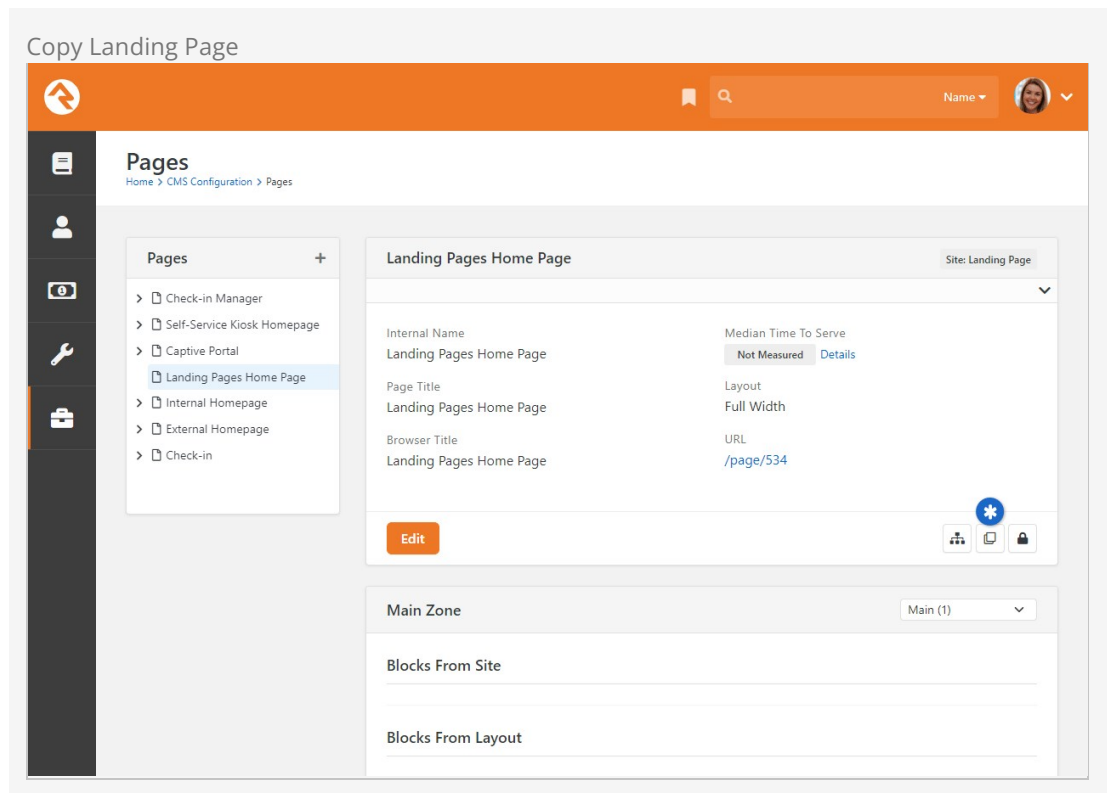 Copy Landing Page
Name
Pages
Home > CMS Configuration > Pages
Pages +
Check-in Manager
Self-Service Kiosk Homepage
Captive Portal
Landing Pages Home Page
Internal Homepage
External Homepage
Check-in
Landing Pages Home Page
Site: Landing Page
Internal Name
Landing Pages Home Page
Median Time To Serve
Not Measured Details
Page Title
Landing Pages Home Page
Layout
Full Width
Browser Title
Landing Pages Home Page
URL
/page/534
Edit
Main Zone
Main (1)
Blocks From Site
Blocks From Layout